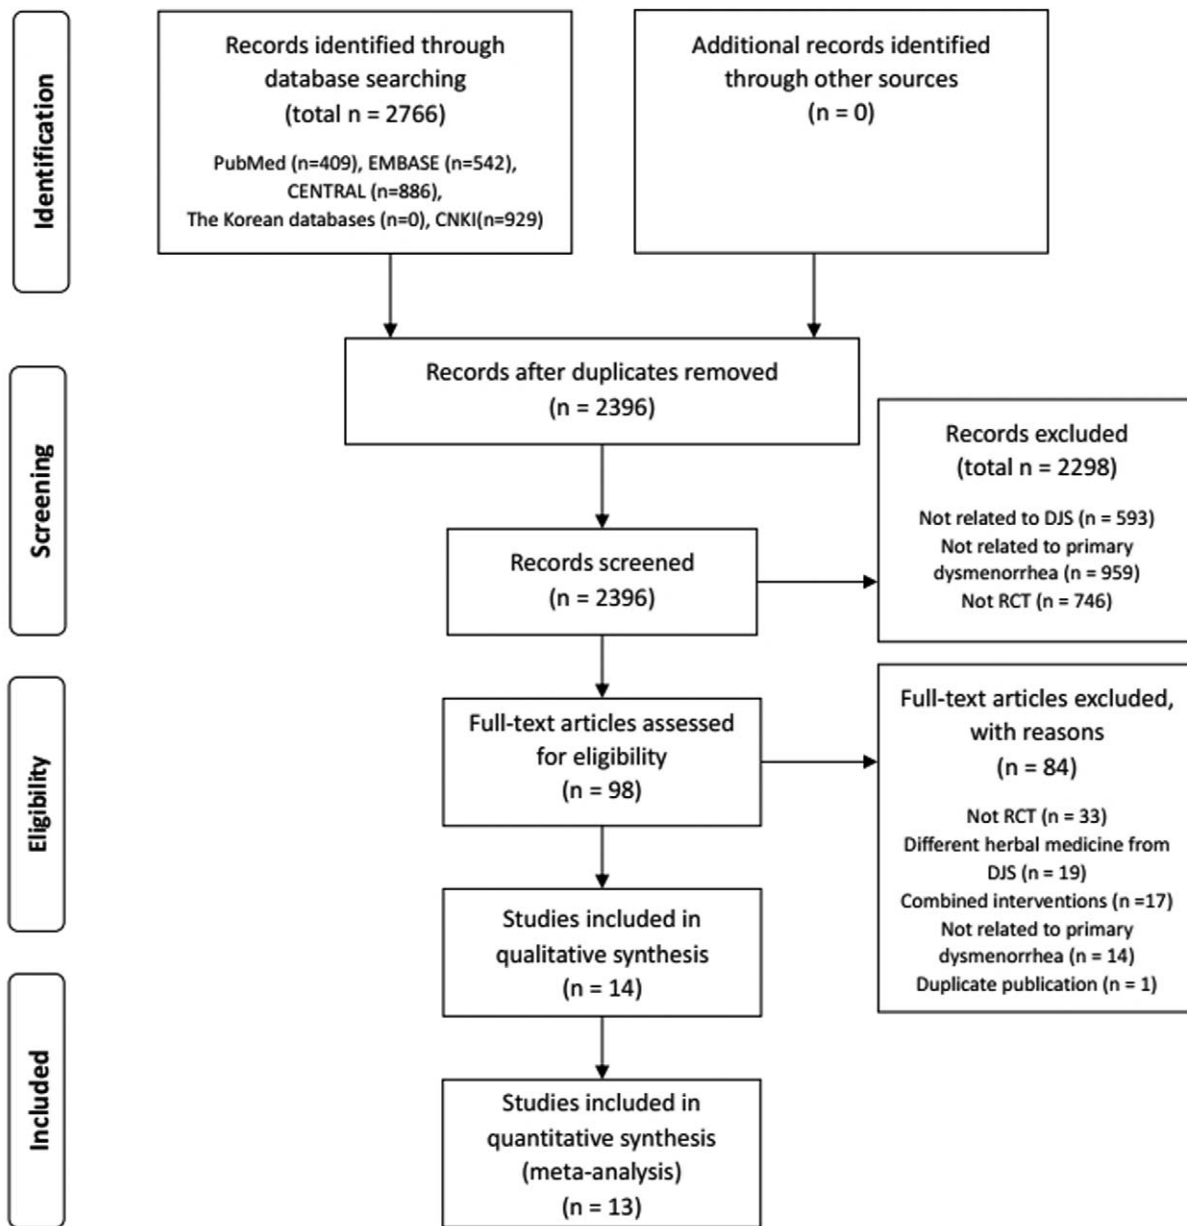 Identification
Records identified through
database searching
(total n = 2766)
PubMed (n=409), EMBASE (n=542),
CENTRAL (n=886),
The Korean databases (n=0), CNKI(n=929)
Additional records identified
through other sources
(n = 0)
Screening
Records after duplicates removed
(n = 2396)
Records screened
(n = 2396)
Records excluded
(total n = 2298)
Not related to DJS (n = 593)
Not related to primary
dysmenorrhea (n = 959)
Not RCT (n = 746)
Eligibility
Full-text articles assessed
for eligibility
(n = 98)
Full-text articles excluded,
with reasons
(n = 84)
Not RCT (n = 33)
Different herbal medicine from
DJS (n = 19)
Combined interventions (n =17)
Not related to primary
dysmenorrhea (n = 14)
Duplicate publication (n = 1)
Studies included in
qualitative synthesis
(n = 14)
Included
Studies included in
quantitative synthesis
(meta-analysis)
(n = 13)